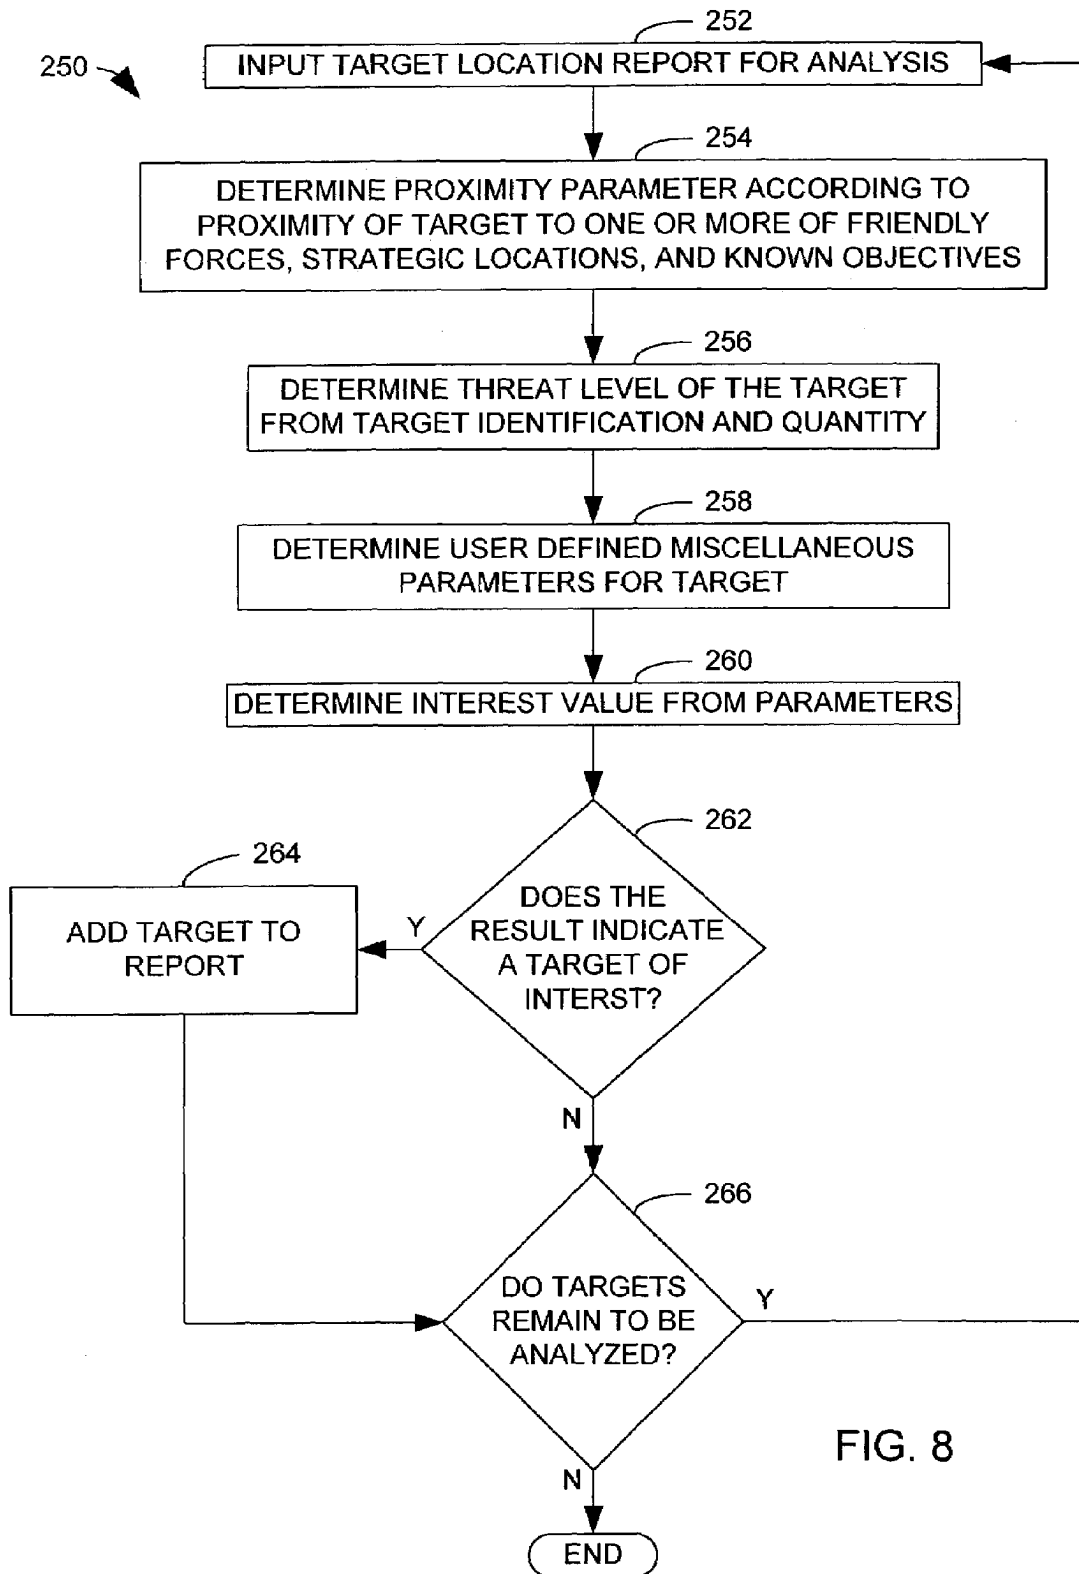 252
250
INPUT TARGET LOCATION REPORT FOR ANALYSIS
254
DETERMINE PROXIMITY PARAMETER ACCORDING TO
PROXIMITY OF TARGET TO ONE OR MORE OF FRIENDLY
FORCES, STRATEGIC LOCATIONS, AND KNOWN OBJECTIVES
256
DETERMINE THREAT LEVEL OF THE TARGET
FROM TARGET IDENTIFICATION AND QUANTITY
258
DETERMINE USER DEFINED MISCELLANEOUS
PARAMETERS FOR TARGET
260
DETERMINE INTEREST VALUE FROM PARAMETERS
262
DOES THE
RESULT INDICATE
A TARGET OF
INTERST?
Y
264
ADD TARGET TO
REPORT
N
266
DO TARGETS
REMAIN TO BE
ANALYZED?
Y
N
END
FIG. 8